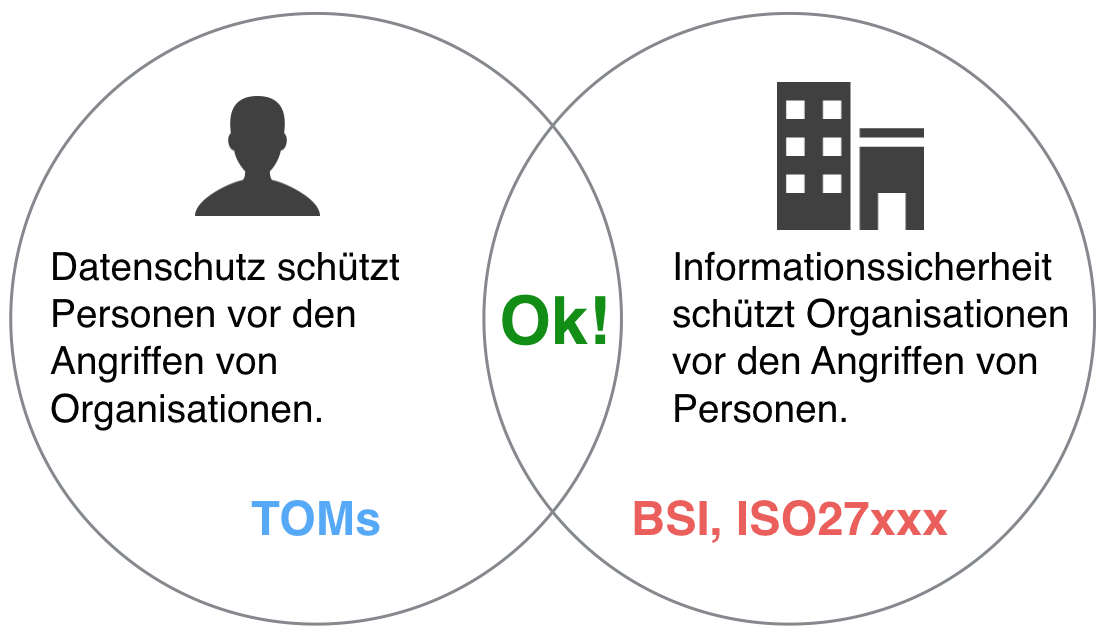 Datenschutz schützt
Personen vor den
Angriffen von
Organisationen.
TOMs
Ok!
Informationssicherheit
schützt Organisationen
vor den Angriffen von
Personen.
BSI, ISO27xxx